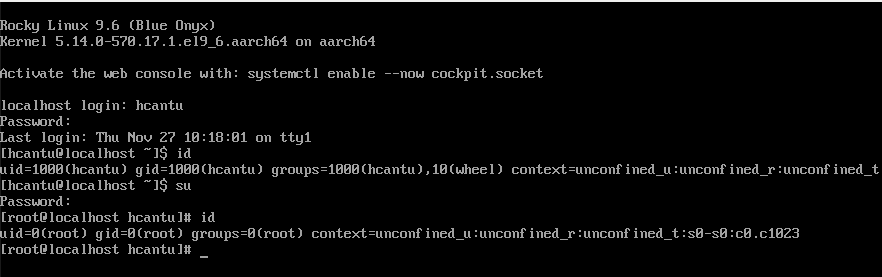 Rocky Linux 9.6 (Blue Onyx)
Kernel 5.14.0-570.17.1.el9_6.aarch64 on aarch64
Activate the web console with: systemctl enable --now cockpit.socket
localhost login: hcantu
Password:
Last login: Thu Nov 27 10:18:01 on tty1
[hcantu@localhost ~]$ id
uid=1000(hcantu) gid=1000(hcantu) groups=1000(hcantu),10(wheel) context=unconfined_u:unconfined_r:unconfined_t
[hcantu@localhost ~]$ su
Password:
[root@localhost hcantu]# id
uid=0(root) gid=0(root) groups=0(root) context=unconfined_u:unconfined_r:unconfined_t:s0-s0:c0.c1023
[root@localhost hcantu]# _